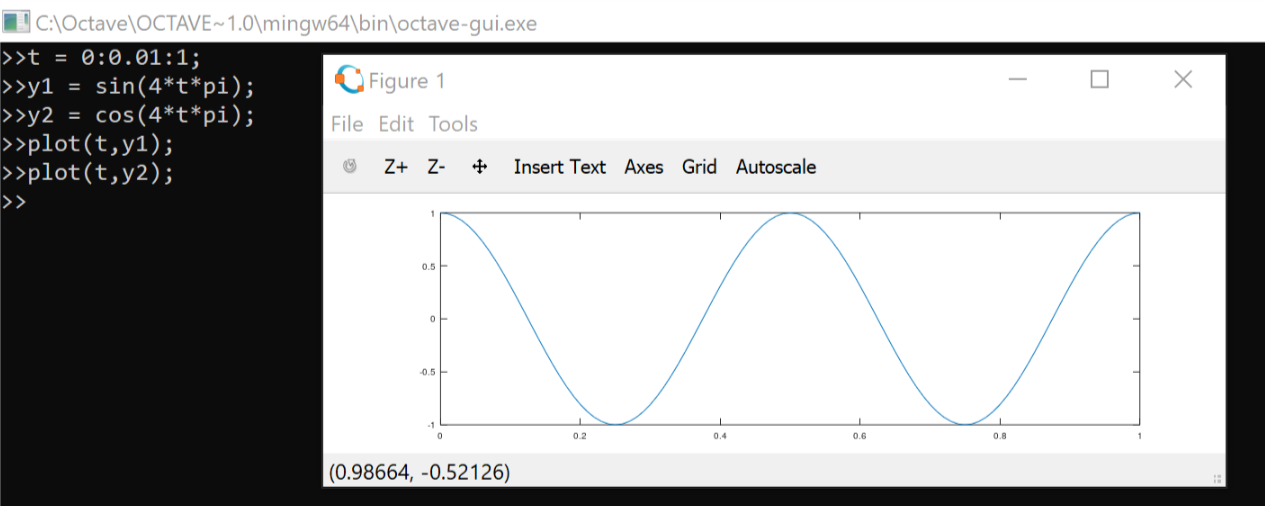 C:\Octave\OCTAVE~1.0\mingw64\bin\octave-gui.exe
>>t = 0:0.01:1;
>>y1 = sin(4*t*pi);
>>y2 = cos(4*t*pi);
>>plot(t,y1);
>>plot(t,y2);
>>
Figure 1
File Edit Tools
Z+ Z- Insert Text Axes Grid Autoscale
1
0.5
0
-0.5
-1
0 0.2 0.4 0.6 0.8 1
(0.98664, -0.52126)